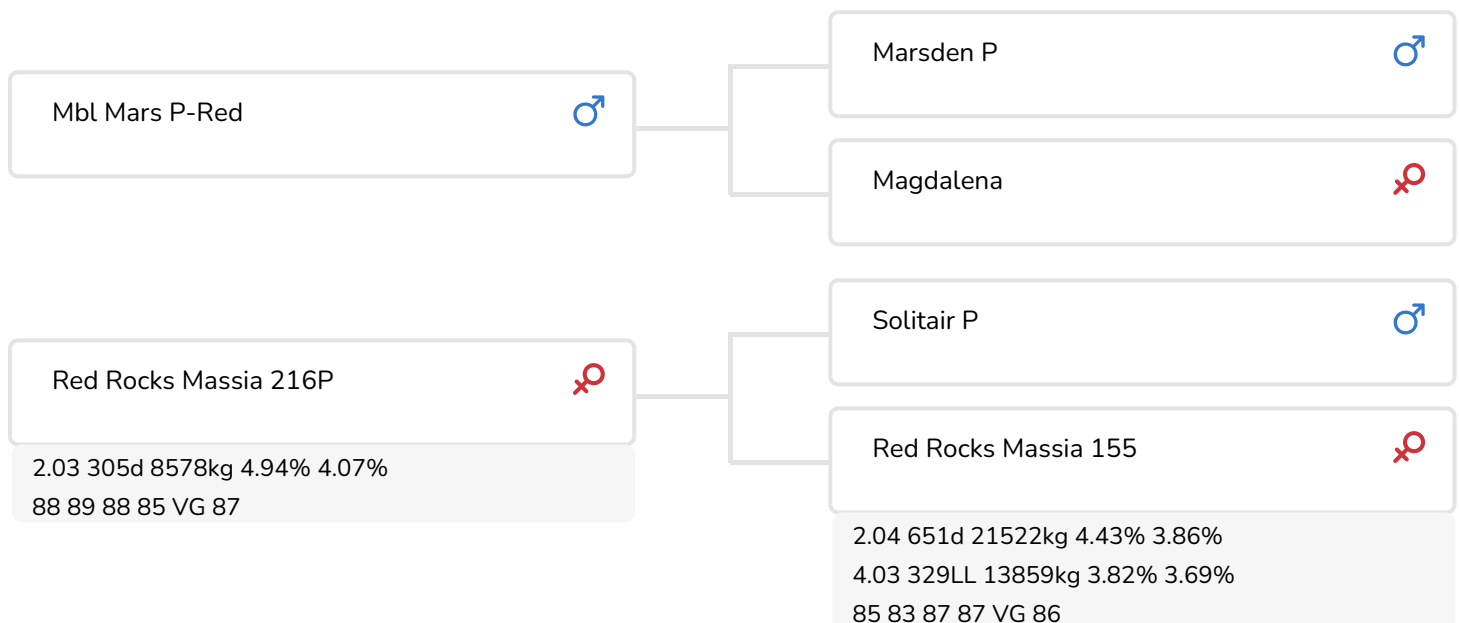 Mbl Mars P-Red
Marsden P
Magdalena
Red Rocks Massia 216P
2.03 305d 8578kg 4.94% 4.07%
88 89 88 85 VG 87
Solitair P
Red Rocks Massia 155
2.04 651d 21522kg 4.43% 3.86%
4.03 329LL 13859kg 3.82% 3.69%
85 83 87 87 VG 86